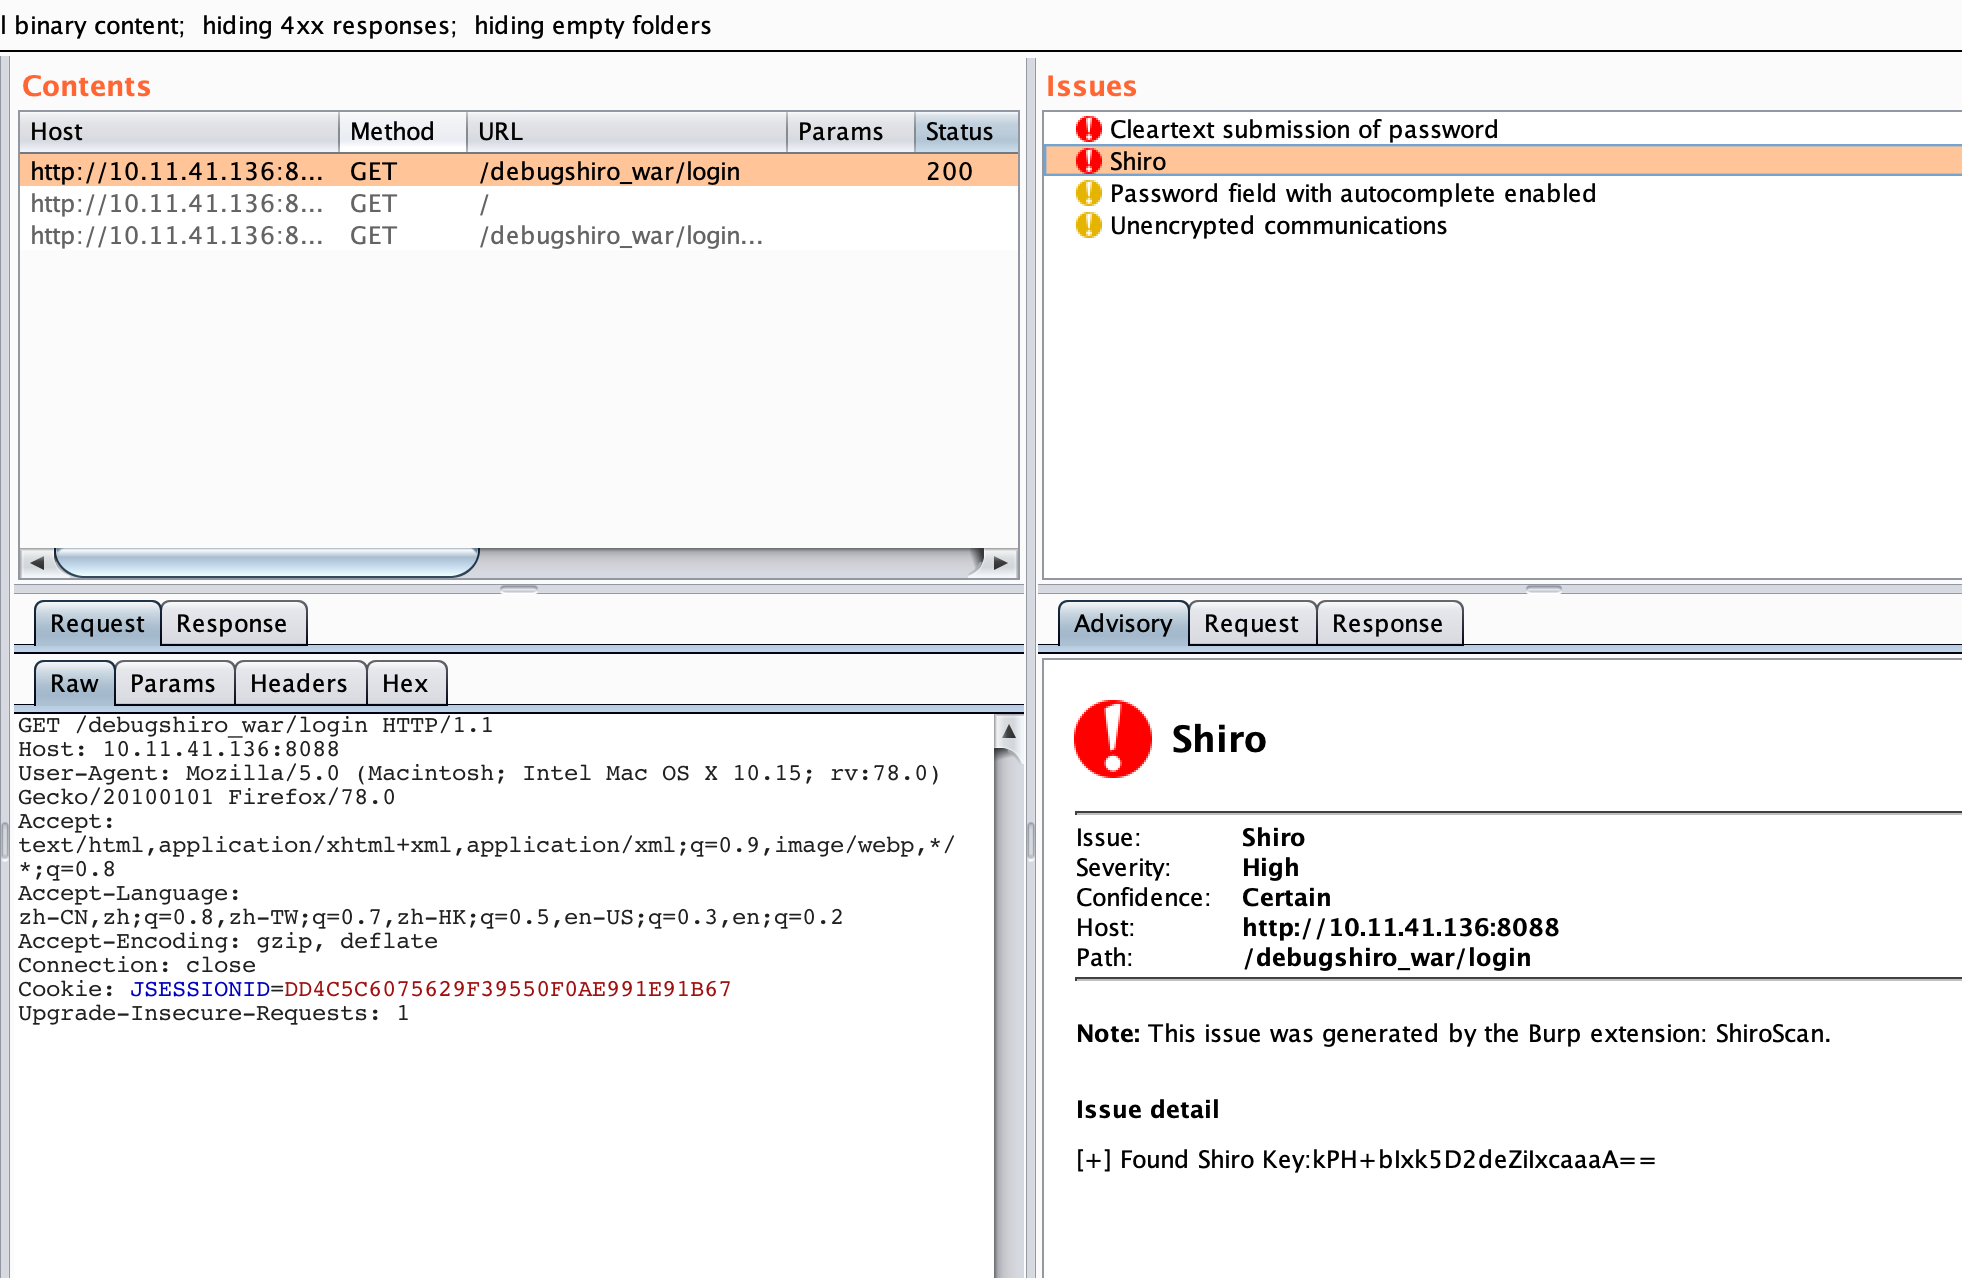 l binary content;  hiding 4xx responses;  hiding empty folders
Contents
Host Method URL Params Status
http://10.11.41.136:8... GET /debugshiro_war/login 200
http://10.11.41.136:8... GET /
http://10.11.41.136:8... GET /debugshiro_war/login...
Request Response
Raw Params Headers Hex
GET /debugshiro_war/login HTTP/1.1
Host: 10.11.41.136:8088
User-Agent: Mozilla/5.0 (Macintosh; Intel Mac OS X 10.15; rv:78.0)
Gecko/20100101 Firefox/78.0
Accept:
text/html,application/xhtml+xml,application/xml;q=0.9,image/webp,*/
*;q=0.8
Accept-Language:
zh-CN,zh;q=0.8,zh-TW;q=0.7,zh-HK;q=0.5,en-US;q=0.3,en;q=0.2
Accept-Encoding: gzip, deflate
Connection: close
Cookie: JSESSIONID=DD4C5C6075629F39550F0AE991E91B67
Upgrade-Insecure-Requests: 1
Issues
Cleartext submission of password
Shiro
Password field with autocomplete enabled
Unencrypted communications
Advisory Request Response
Shiro
Issue: Shiro
Severity: High
Confidence: Certain
Host: http://10.11.41.136:8088
Path: /debugshiro_war/login
Note: This issue was generated by the Burp extension: ShiroScan.
Issue detail
[+] Found Shiro Key:kPH+bIxk5D2deZiIxcaaaA==